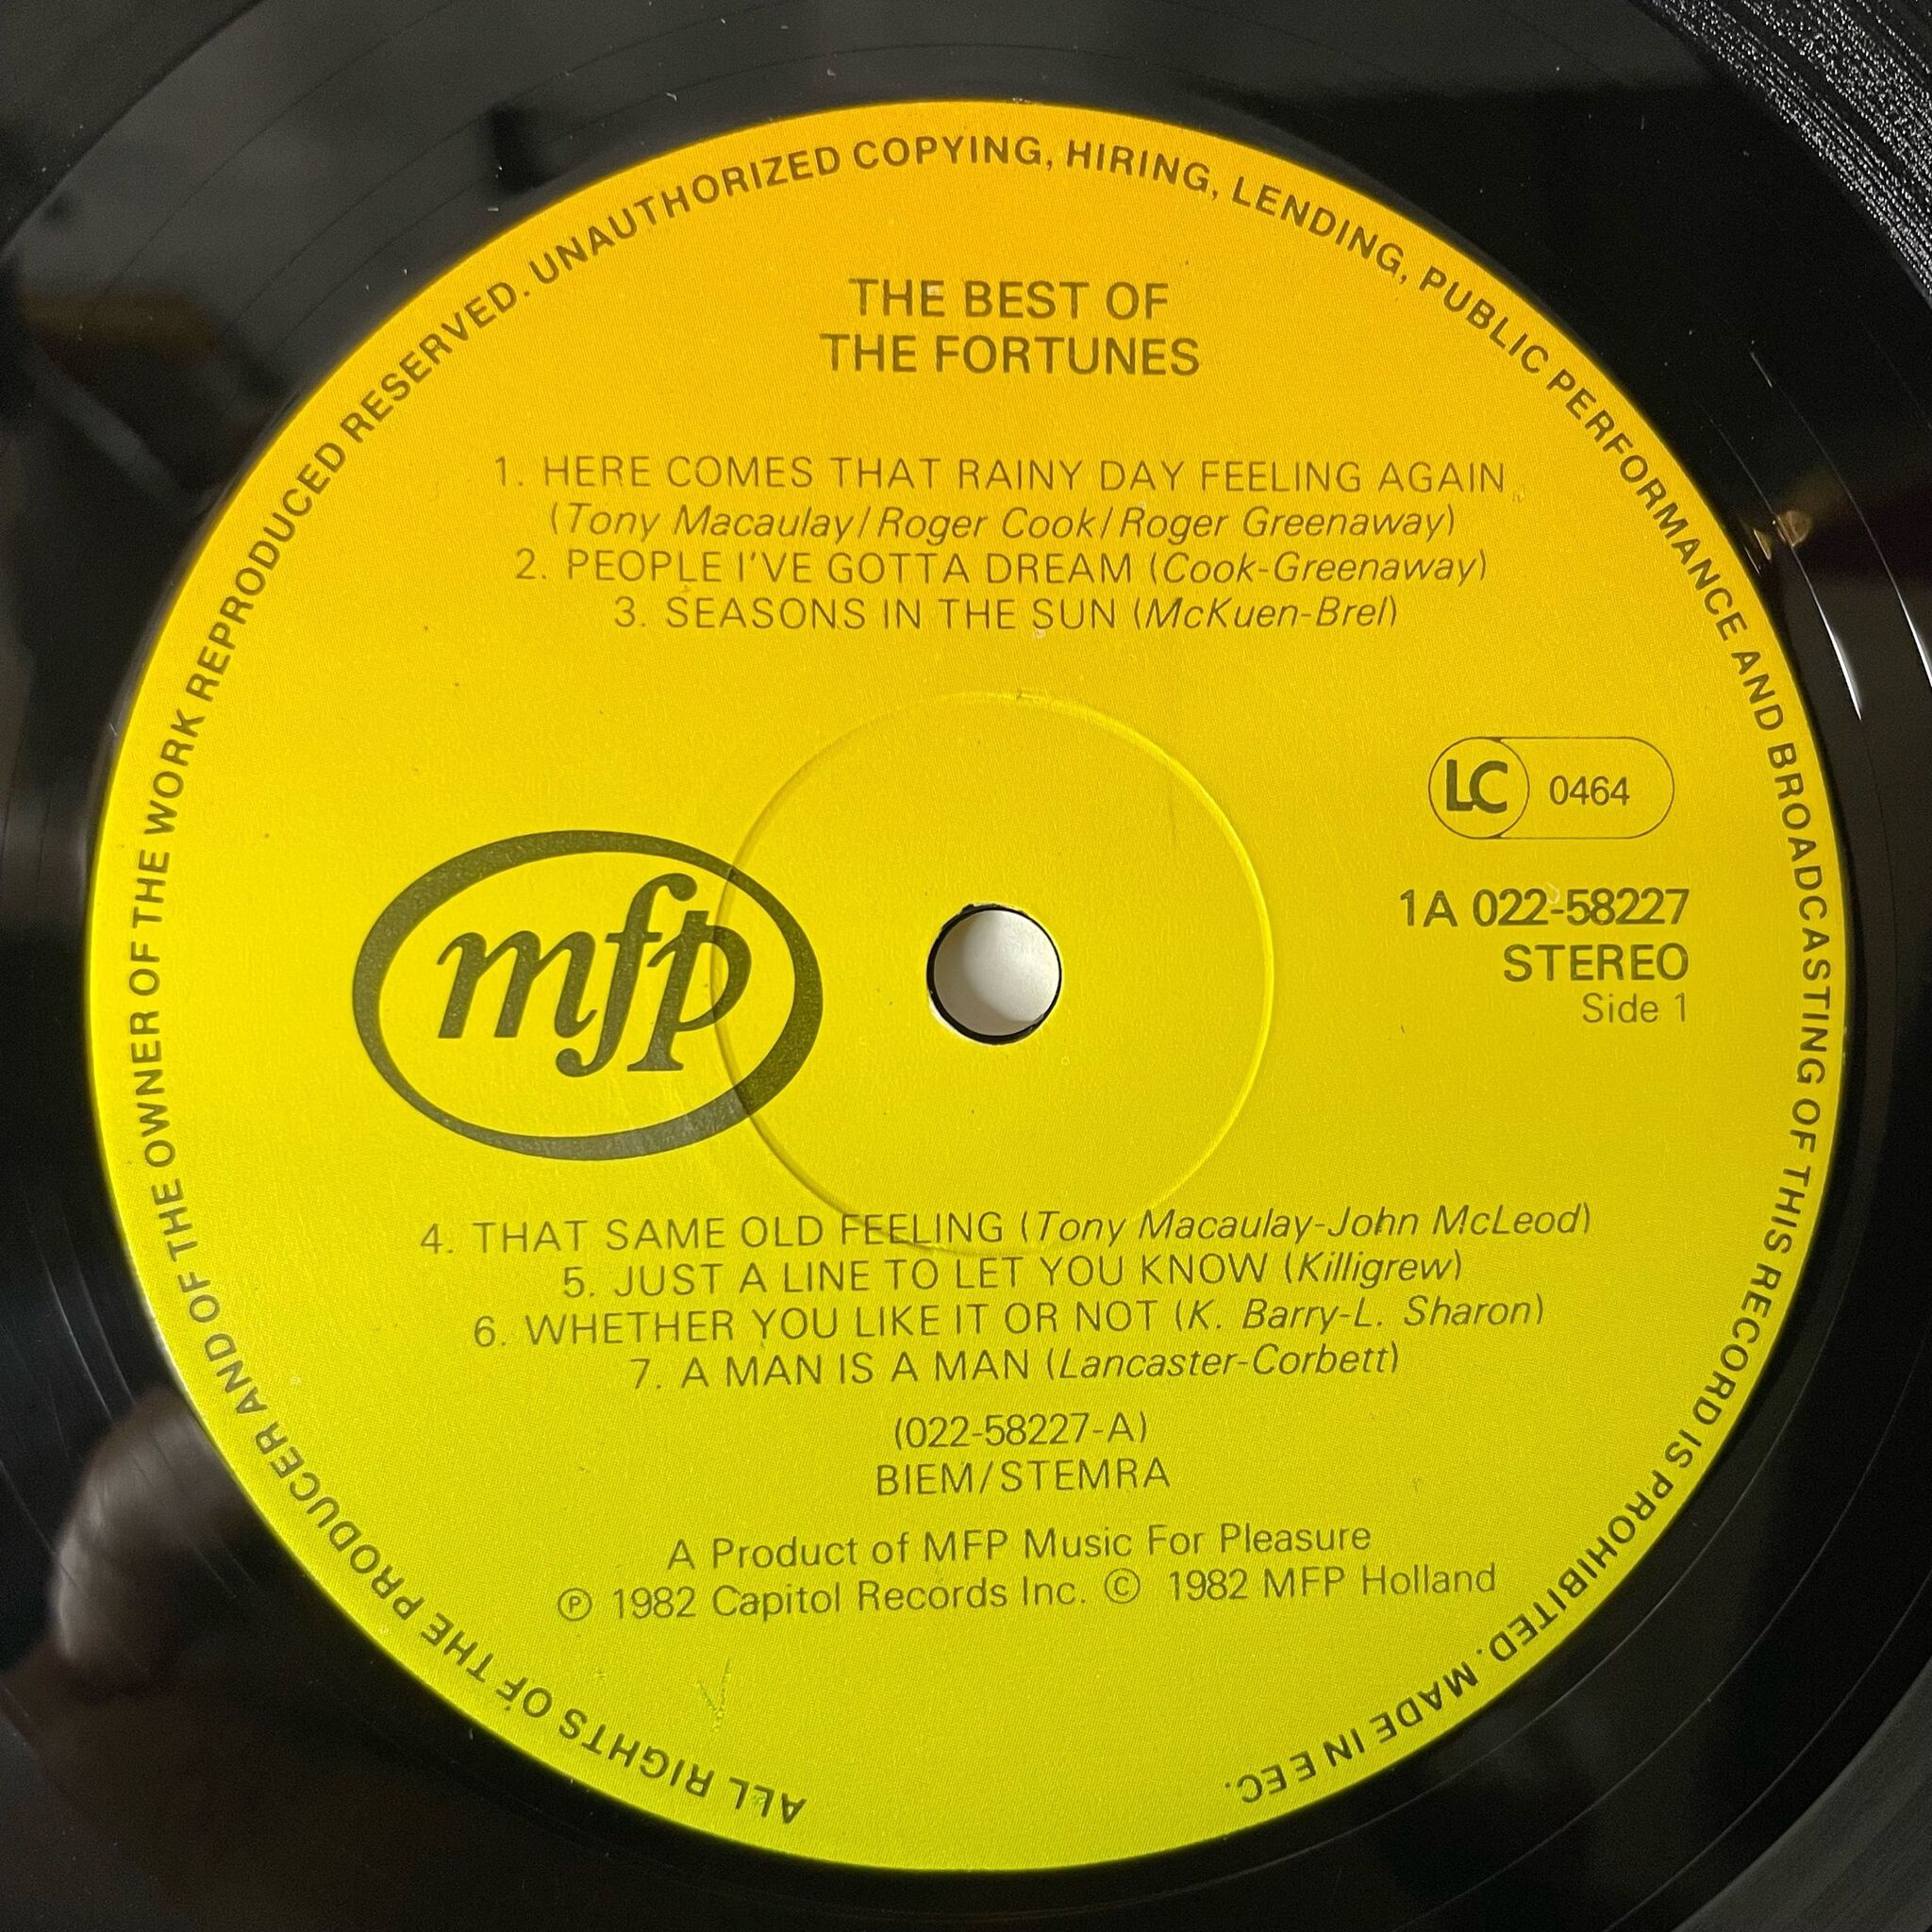 ALL RIGHTS OF THE PRODUCER AND OF THE OWNER OF THE WORK REPRODUCED RESERVED. UNAUTHORIZED COPYING, HIRING, LENDING, PUBLIC PERFORMANCE AND BROADCASTING OF THIS RECORD IS PROHIBITED. MADE IN EEC.
THE BEST OF
THE FORTUNES
1. HERE COMES THAT RAINY DAY FEELING AGAIN
(Tony Macaulay/Roger Cook/Roger Greenaway)
2. PEOPLE I'VE GOTTA DREAM (Cook-Greenaway)
3. SEASONS IN THE SUN (McKuen-Brel)
LC 0464
mfp
1A 022-58227
STEREO
Side 1
4. THAT SAME OLD FEELING (Tony Macaulay-John McLeod)
5. JUST A LINE TO LET YOU KNOW (Killigrew)
6. WHETHER YOU LIKE IT OR NOT (K. Barry-L. Sharon)
7. A MAN IS A MAN (Lancaster-Corbett)
(022-58227-A)
BIEM/STEMRA
A Product of MFP Music For Pleasure
℗ 1982 Capitol Records Inc. © 1982 MFP Holland